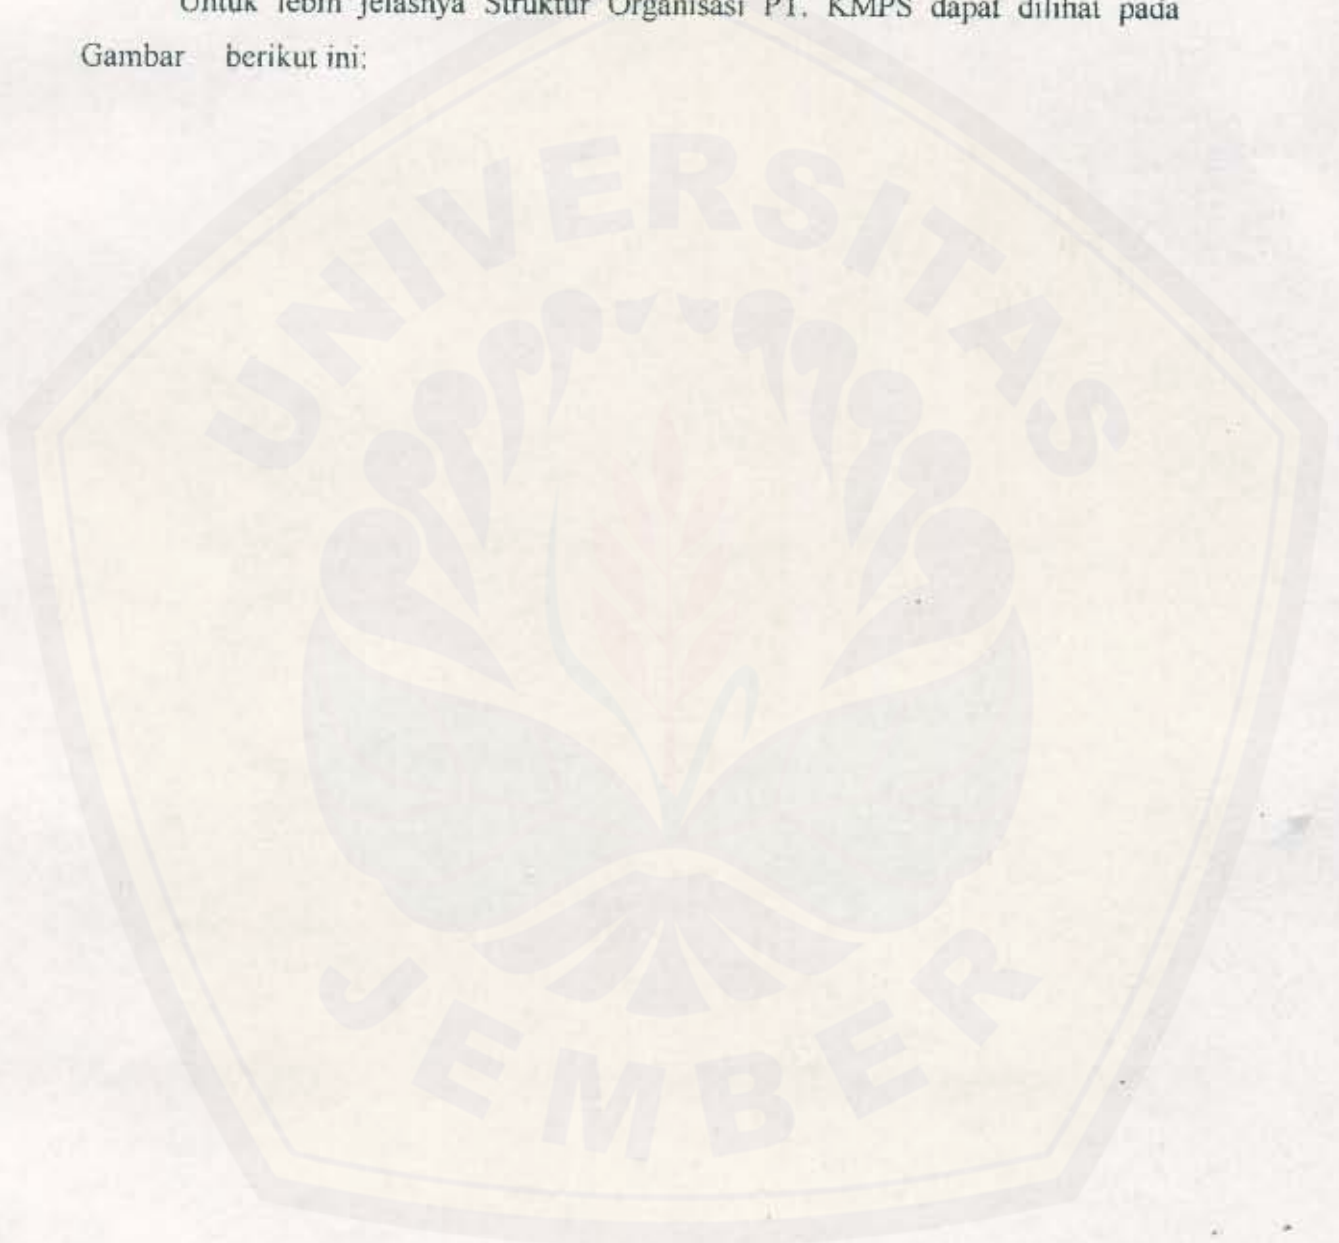 Untuk lebih jelasnya Struktur Organisasi PT. KMPS dapat dilihat pada
Gambar berikut ini:
UNIVERSITAS
JEMBER